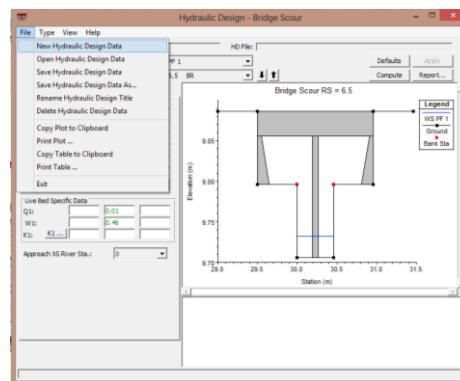 Hydraulic Design - Bridge Scour
File Type View Help
New Hydraulic Design Data
Open Hydraulic Design Data
Save Hydraulic Design Data
Save Hydraulic Design Data As...
Rename Hydraulic Design Title
Delete Hydraulic Design Data
Copy Plot to Clipboard
Print Plot ...
Copy Table to Clipboard
Print Table ...
Exit
HD File:
PF 1
Defaults Apply
6.5 BR
Compute Report...
Bridge Scour RS = 6.5
Legend
WS PF 1
Ground
Bank Sta
Elevation (m)
9.85
9.80
9.75
9.70
29.0 29.5 30.0 30.5 31.0 31.5
Station (m)
Live Bed Specific Data
Q1: 0.01
W1: 0.46
K1: K1 ...
Approach XS River Sta.: 8